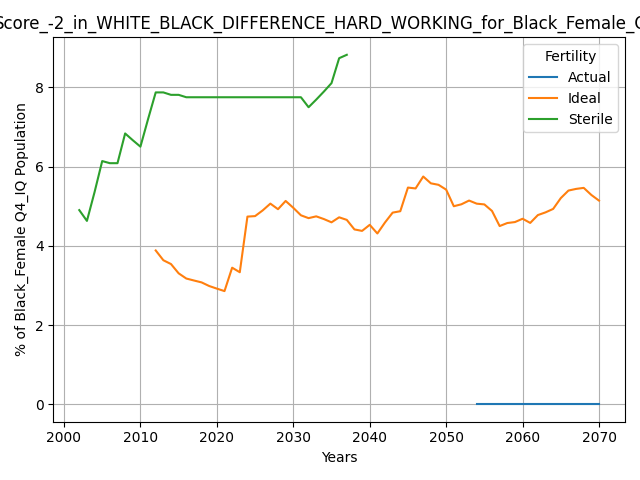 Score_-2_in_WHITE_BLACK_DIFFERENCE_HARD_WORKING_for_Black_Female_
Fertility
Actual
Ideal
Sterile
% of Black_Female Q4_IQ Population
8
6
4
2
0
2000 2010 2020 2030 2040 2050 2060 2070
Years